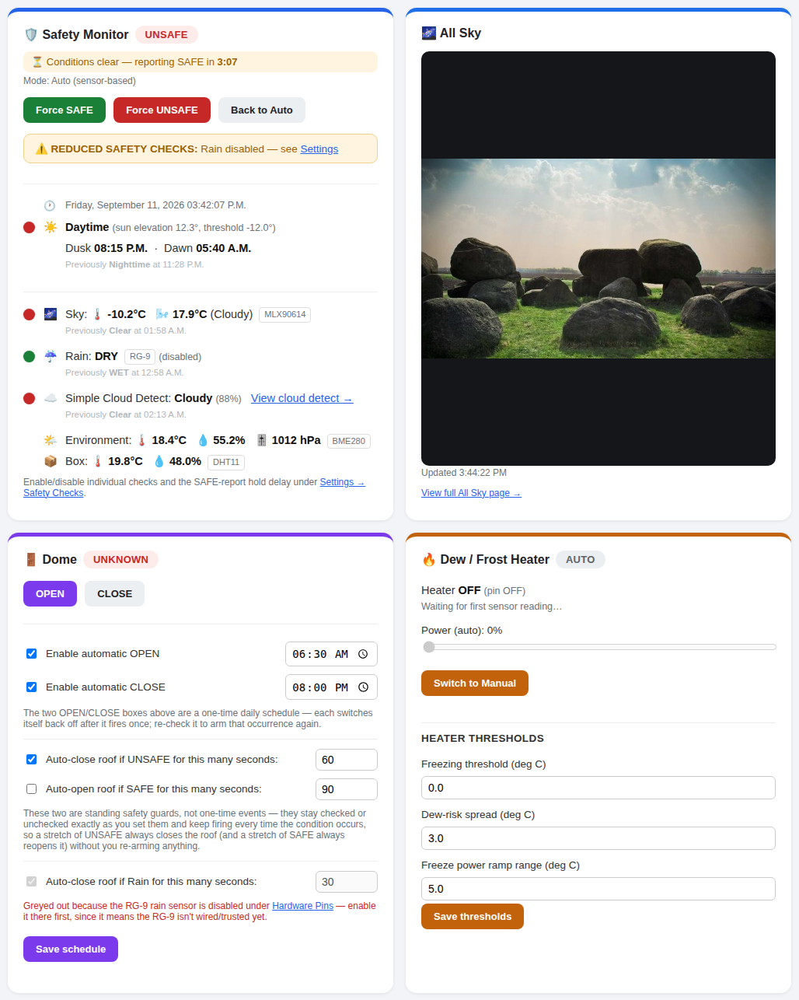 🛡️ Safety Monitor UNSAFE
⏳ Conditions clear — reporting SAFE in 3:07
Mode: Auto (sensor-based)
Force SAFE Force UNSAFE Back to Auto
⚠️ REDUCED SAFETY CHECKS: Rain disabled — see Settings
Friday, September 11, 2026 03:42:07 P.M.
Daytime (sun elevation 12.3°, threshold -12.0°)
Dusk 08:15 P.M. · Dawn 05:40 A.M.
Previously Nighttime at 11:28 P.M.
Sky: 🌡️ -10.2°C 🌬️ 17.9°C (Cloudy) MLX90614
Previously Clear at 01:58 A.M.
Rain: DRY RG-9 (disabled)
Previously WET at 12:58 A.M.
Simple Cloud Detect: Cloudy (88%) View cloud detect →
Previously Clear at 02:13 A.M.
Environment: 🌡️ 18.4°C 💧 55.2% 🎚️ 1012 hPa BME280
Box: 🌡️ 19.8°C 💧 48.0% DHT11
Enable/disable individual checks and the SAFE-report hold delay under Settings →
Safety Checks.
🌌 All Sky
Updated 3:44:22 PM
View full All Sky page →
🚪 Dome UNKNOWN
OPEN CLOSE
Enable automatic OPEN 06:30 AM
Enable automatic CLOSE 08:00 PM
The two OPEN/CLOSE boxes above are a one-time daily schedule — each switches
itself back off after it fires once; re-check it to arm that occurrence again.
Auto-close roof if UNSAFE for this many seconds: 60
Auto-open roof if SAFE for this many seconds: 90
These two are standing safety guards, not one-time events — they stay checked or
unchecked exactly as you set them and keep firing every time the condition occurs,
so a stretch of UNSAFE always closes the roof (and a stretch of SAFE always
reopens it) without you re-arming anything.
Auto-close roof if Rain for this many seconds: 30
Greyed out because the RG-9 rain sensor is disabled under Hardware Pins — enable
it there first, since it means the RG-9 isn't wired/trusted yet.
Save schedule
🔥 Dew / Frost Heater AUTO
Heater OFF (pin OFF)
Waiting for first sensor reading…
Power (auto): 0%
Switch to Manual
HEATER THRESHOLDS
Freezing threshold (deg C)
0.0
Dew-risk spread (deg C)
3.0
Freeze power ramp range (deg C)
5.0
Save thresholds